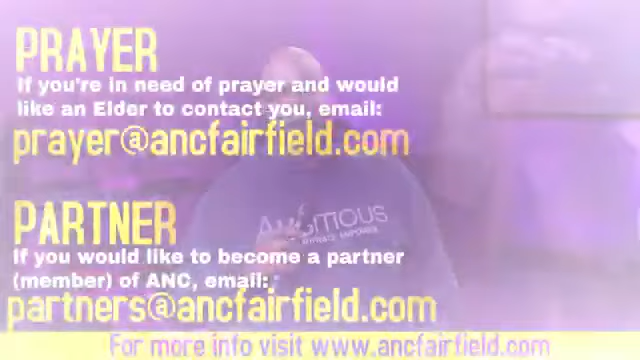 PRAYER
If you're in need of prayer and would
like an Elder to contact you, email:
prayer@ancfairfield.com
AMBITIOUS
PARTNER
If you would like to become a partner
(member) of ANC, email:
partners@ancfairfield.com
For more info visit www.ancfairfield.com